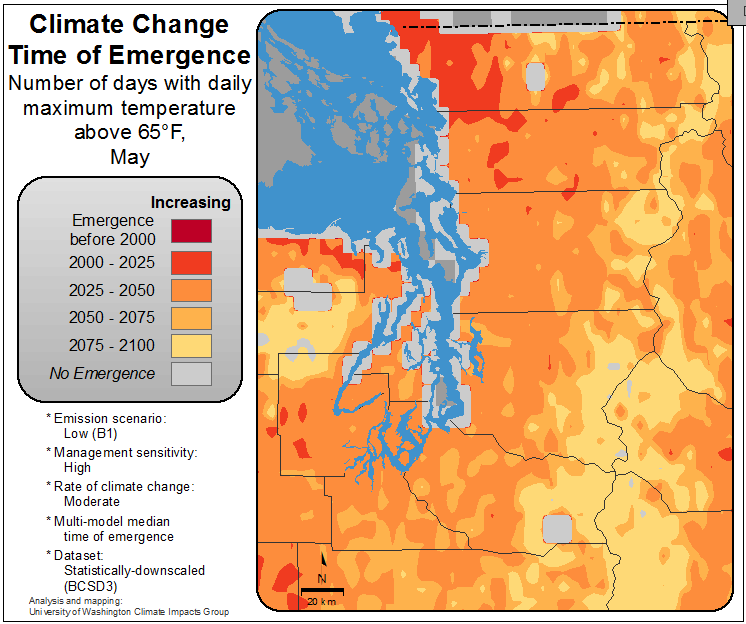 Climate Change
Time of Emergence
Number of days with daily
maximum temperature
above 65°F,
May
Increasing
Emergence
before 2000
2000 - 2025
2025 - 2050
2050 - 2075
2075 - 2100
No Emergence
* Emission scenario:
Low (B1)
* Management sensitivity:
High
* Rate of climate change:
Moderate
* Multi-model median
time of emergence
* Dataset:
Statistically-downscaled
(BCSD3)
Analysis and mapping:
University of Washington Climate Impacts Group
N
20 km